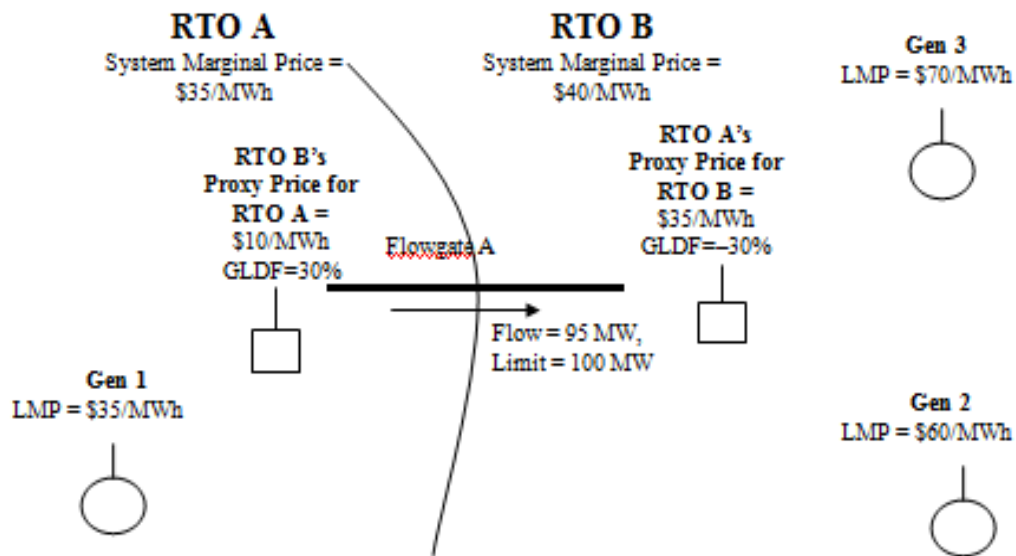 RTO A
System Marginal Price =
$35/MWh
RTO B
System Marginal Price =
$40/MWh
Gen 3
LMP = $70/MWh
RTO B's
Proxy Price for
RTO A =
$10/MWh
GLDF=30%
RTO A's
Proxy Price for
RTO B =
$35/MWh
GLDF=–30%
Flowgate A
Flow = 95 MW,
Limit = 100 MW
Gen 1
LMP = $35/MWh
Gen 2
LMP = $60/MWh